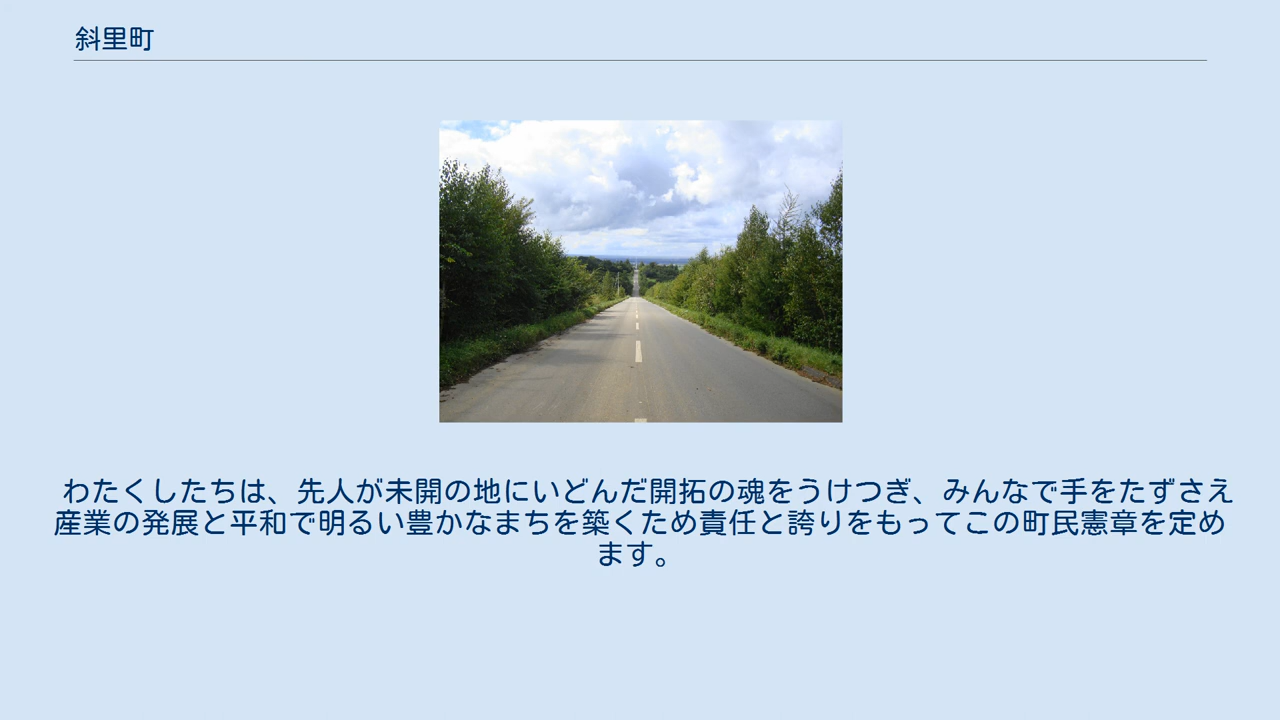 斜里町
わたくしたちは、先人が未開の地にいどんだ開拓の魂をうけつぎ、みんなで手をたずさえ
産業の発展と平和で明るい豊かなまちを築くため責任と誇りをもってこの町民憲章を定め
ます。